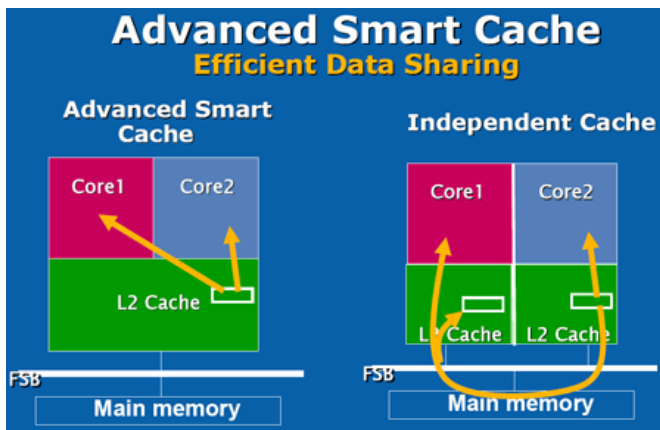 Advanced Smart Cache
Efficient Data Sharing
Advanced Smart
Cache
Core1
Core2
L2 Cache
FSB
Main memory
Independent Cache
Core1
Core2
L2 Cache
L2 Cache
FSB
Main memory